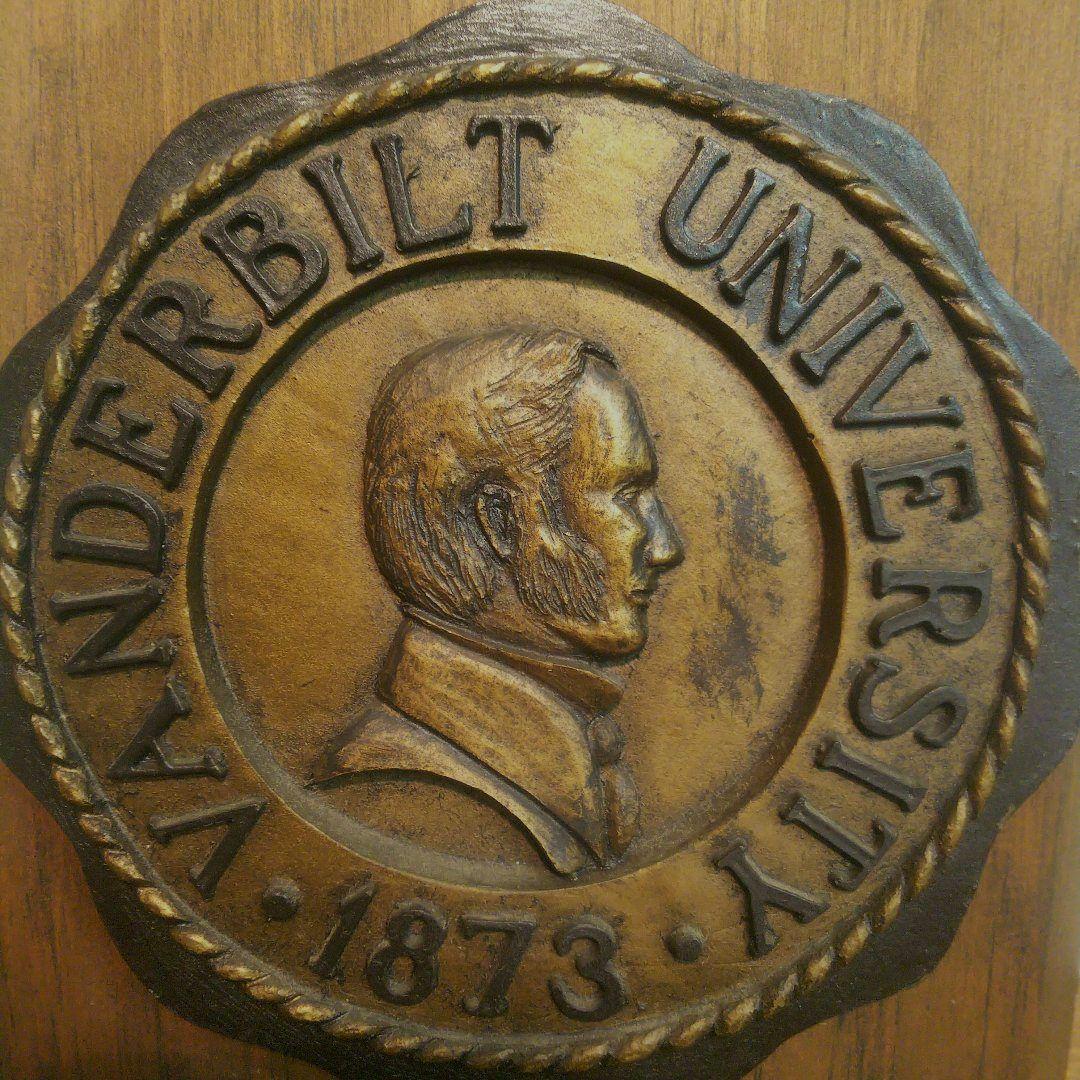 VANDERBILT UNIVERSITY
· 1873 ·